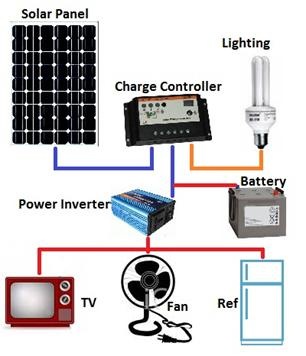 Solar Panel
Lighting
Charge Controller
Battery
Power Inverter
TV
Fan
Ref